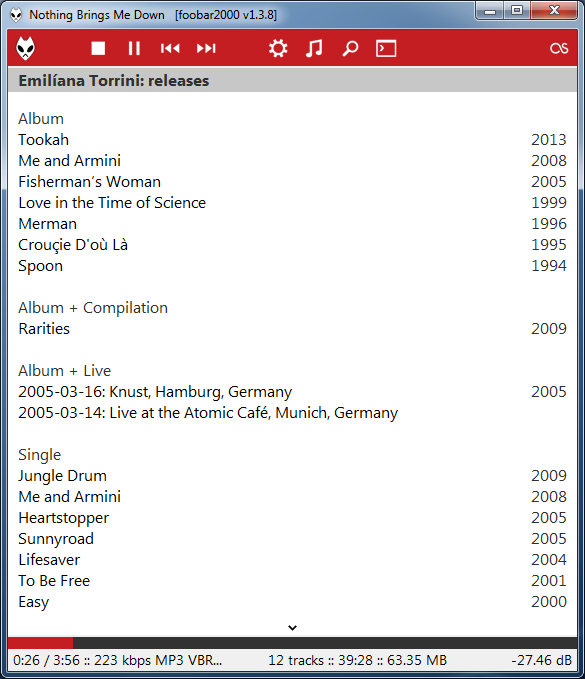 Nothing Brings Me Down [foobar2000 v1.3.8]
Emilíana Torrini: releases
Album
Tookah 2013
Me and Armini 2008
Fisherman’s Woman 2005
Love in the Time of Science 1999
Merman 1996
Crouçie D'où Là 1995
Spoon 1994
Album + Compilation
Rarities 2009
Album + Live
2005-03-16: Knust, Hamburg, Germany 2005
2005-03-14: Live at the Atomic Café, Munich, Germany
Single
Jungle Drum 2009
Me and Armini 2008
Heartstopper 2005
Sunnyroad 2005
Lifesaver 2004
To Be Free 2001
Easy 2000
0:26 / 3:56 :: 223 kbps MP3 VBR... 12 tracks :: 39:28 :: 63.35 MB -27.46 dB